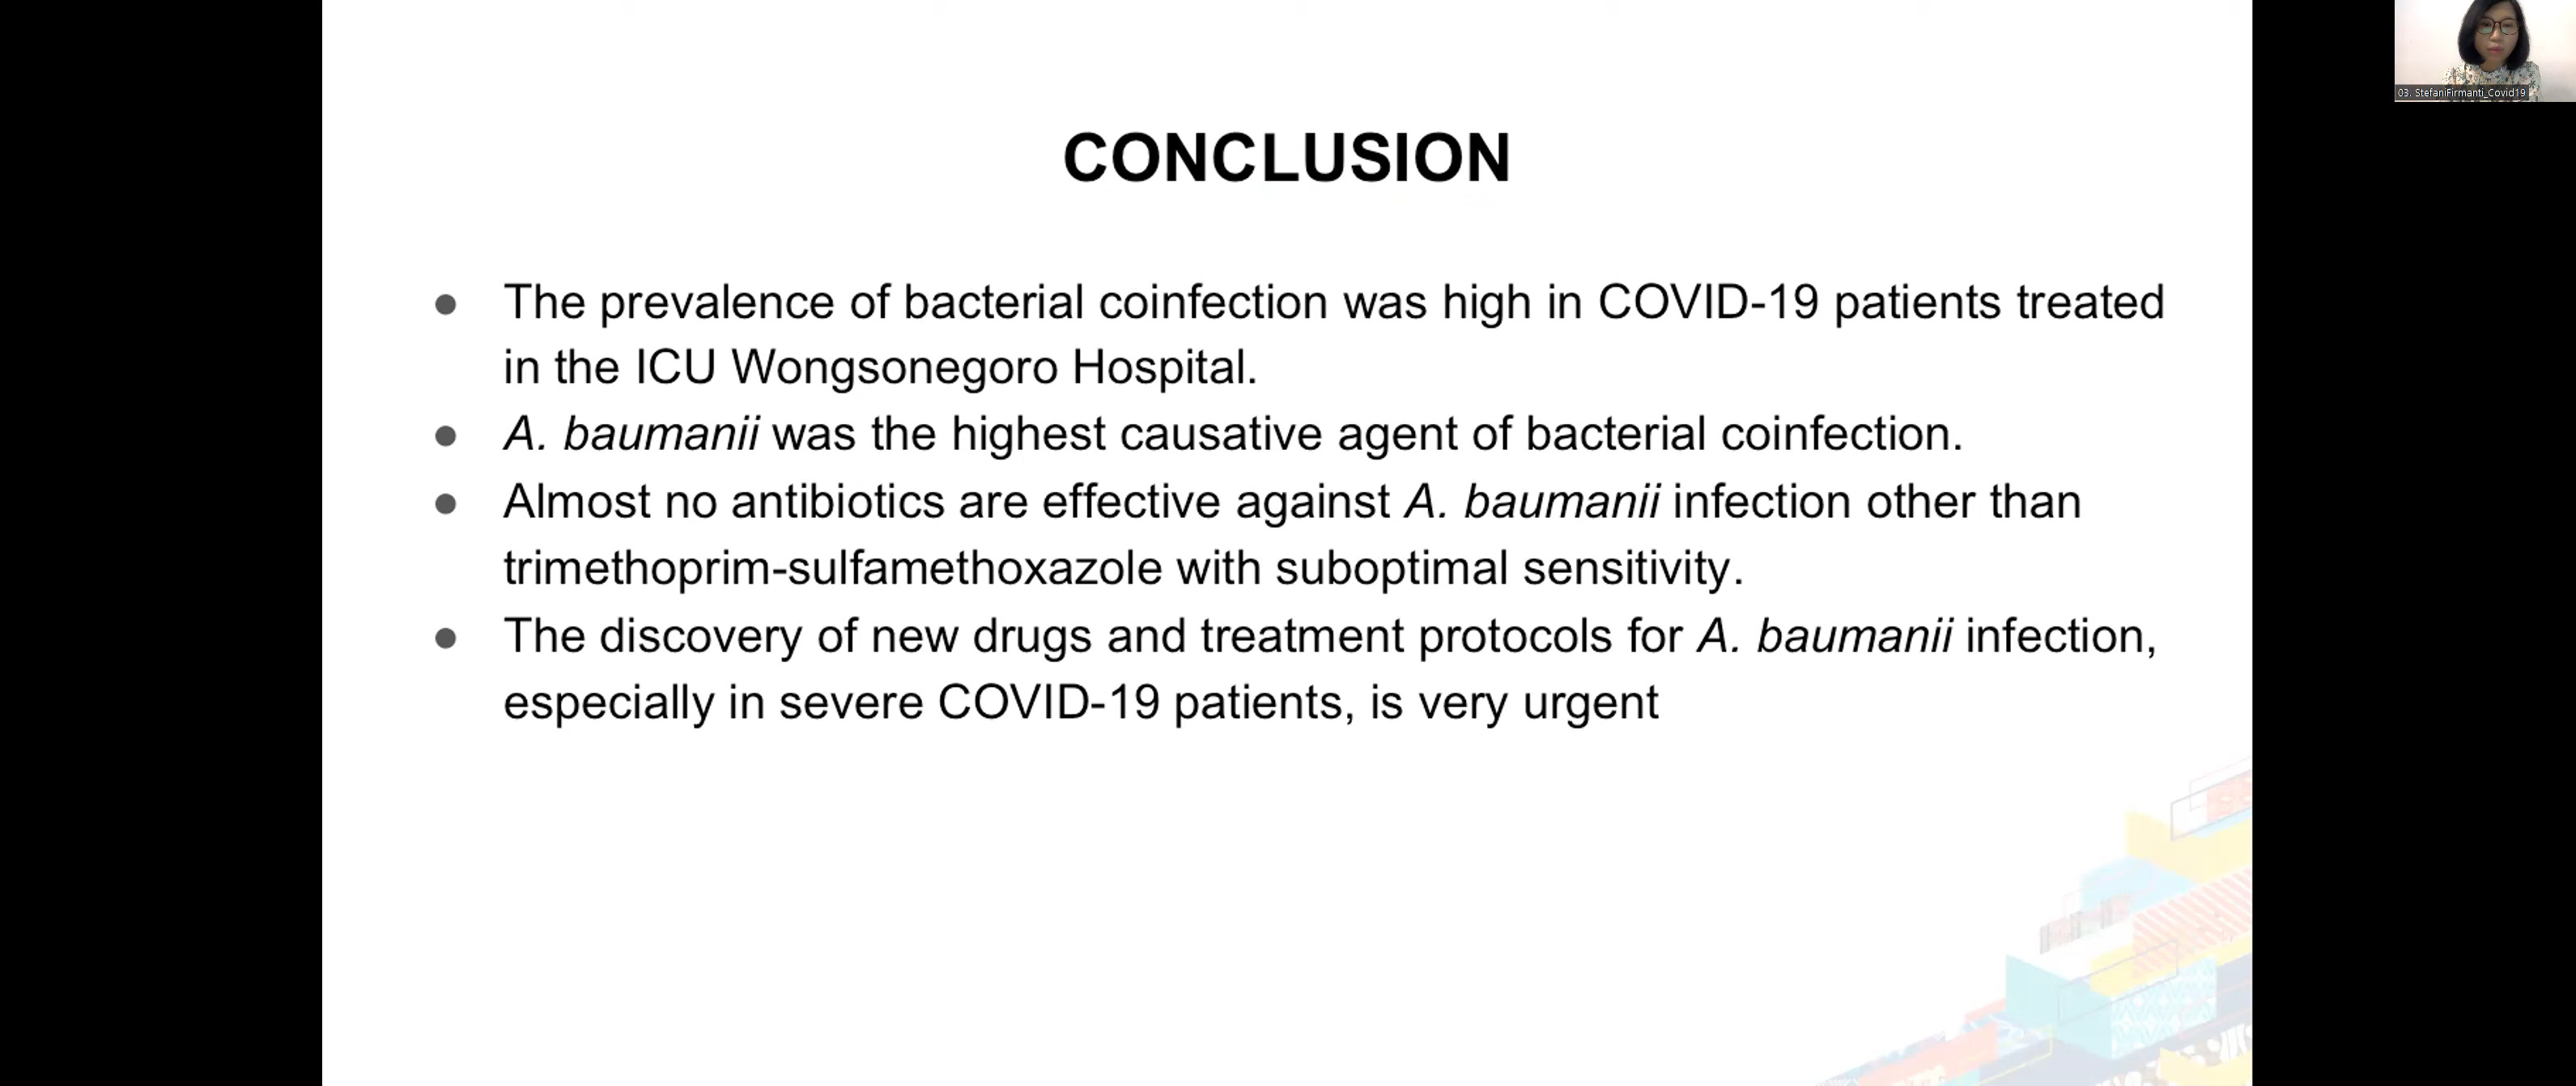 03. StefaniFirmanti_Covid19
CONCLUSION
● The prevalence of bacterial coinfection was high in COVID-19 patients treated
in the ICU Wongsonegoro Hospital.
● A. baumanii was the highest causative agent of bacterial coinfection.
● Almost no antibiotics are effective against A. baumanii infection other than
trimethoprim-sulfamethoxazole with suboptimal sensitivity.
● The discovery of new drugs and treatment protocols for A. baumanii infection,
especially in severe COVID-19 patients, is very urgent